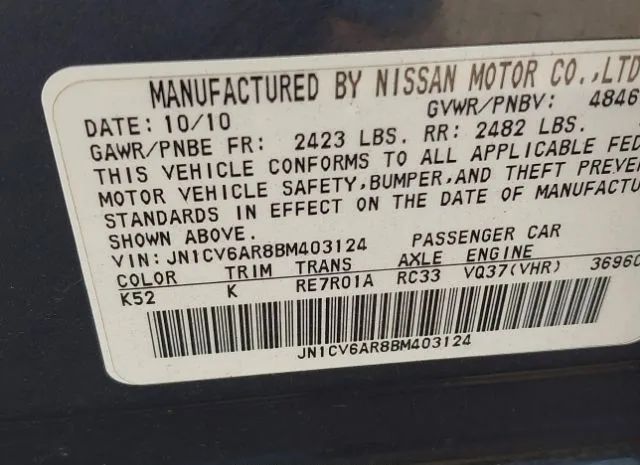 MANUFACTURED BY NISSAN MOTOR CO.,LTD
DATE: 10/10 GVWR/PNBV: 4846
GAWR/PNBE FR: 2423 LBS. RR: 2482 LBS.
THIS VEHICLE CONFORMS TO ALL APPLICABLE FED
MOTOR VEHICLE SAFETY,BUMPER,AND THEFT PREVE
STANDARDS IN EFFECT ON THE DATE OF MANUFACTU
SHOWN ABOVE.
VIN: JN1CV6AR8BM403124 PASSENGER CAR
COLOR TRIM TRANS AXLE ENGINE
K52 K RE7R01A RC33 VQ37(VHR) 3696C
JN1CV6AR8BM403124